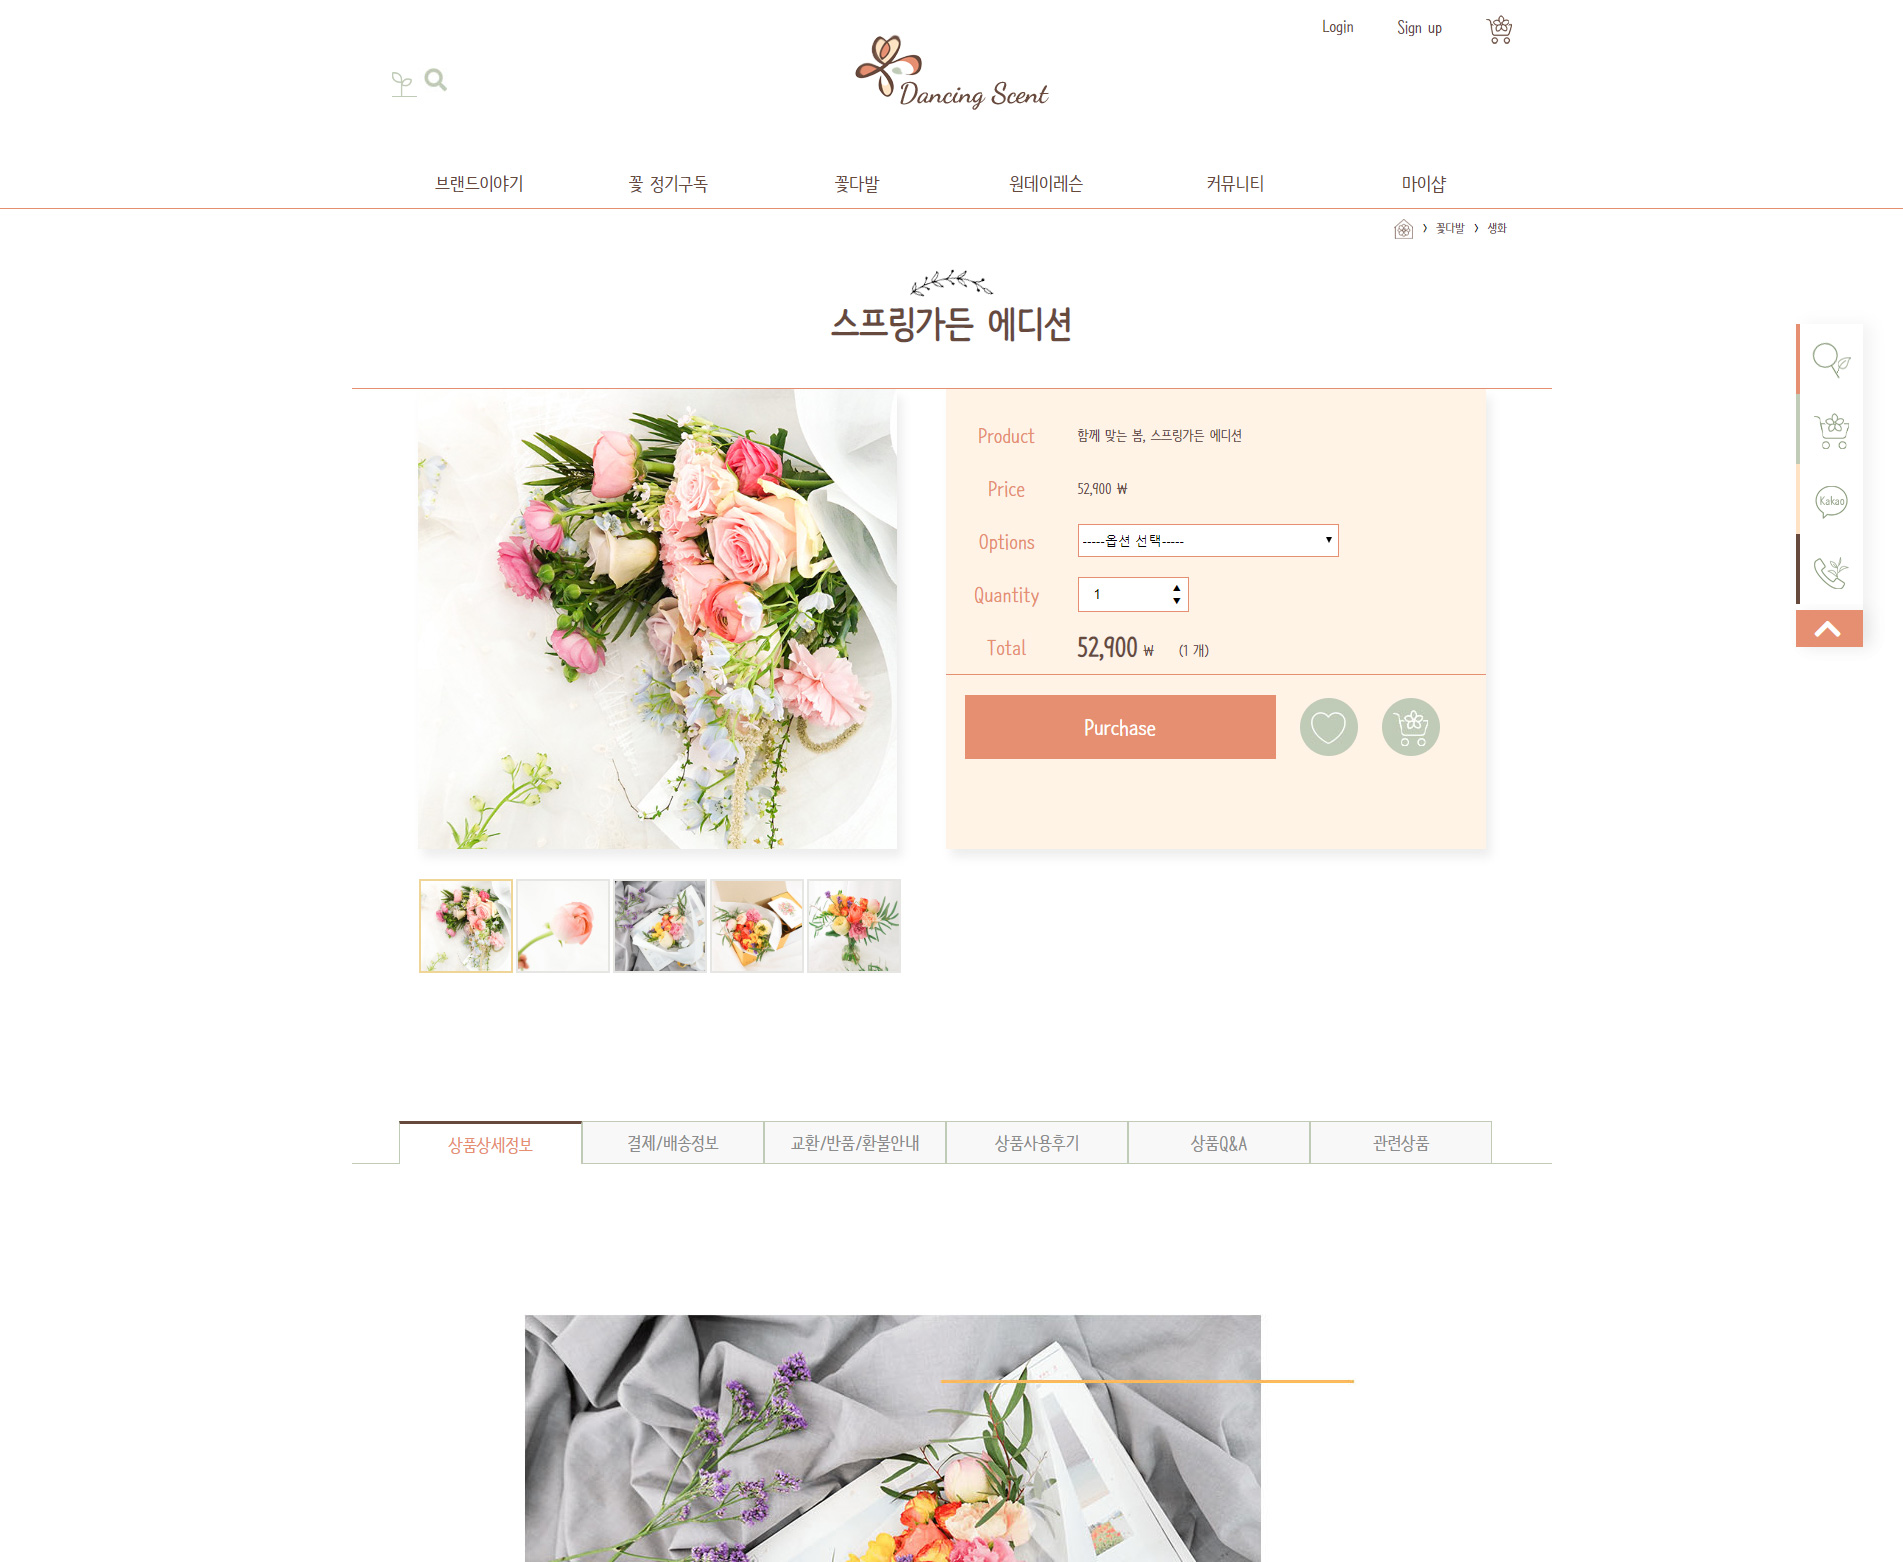 Login
Sign up
Dancing Scent
브랜드이야기
꽃 정기구독
꽃다발
원데이레슨
커뮤니티
마이샵
꽃다발
생화
스프링가든 에디션
Product
함께 맞는 봄, 스프링가든 에디션
Price
52,900 ₩
Options
-----옵션 선택-----
Quantity
1
Total
52,900 ₩ (1 개)
Purchase
Kakao
상품상세정보
결제/배송정보
교환/반품/환불안내
상품사용후기
상품Q&A
관련상품